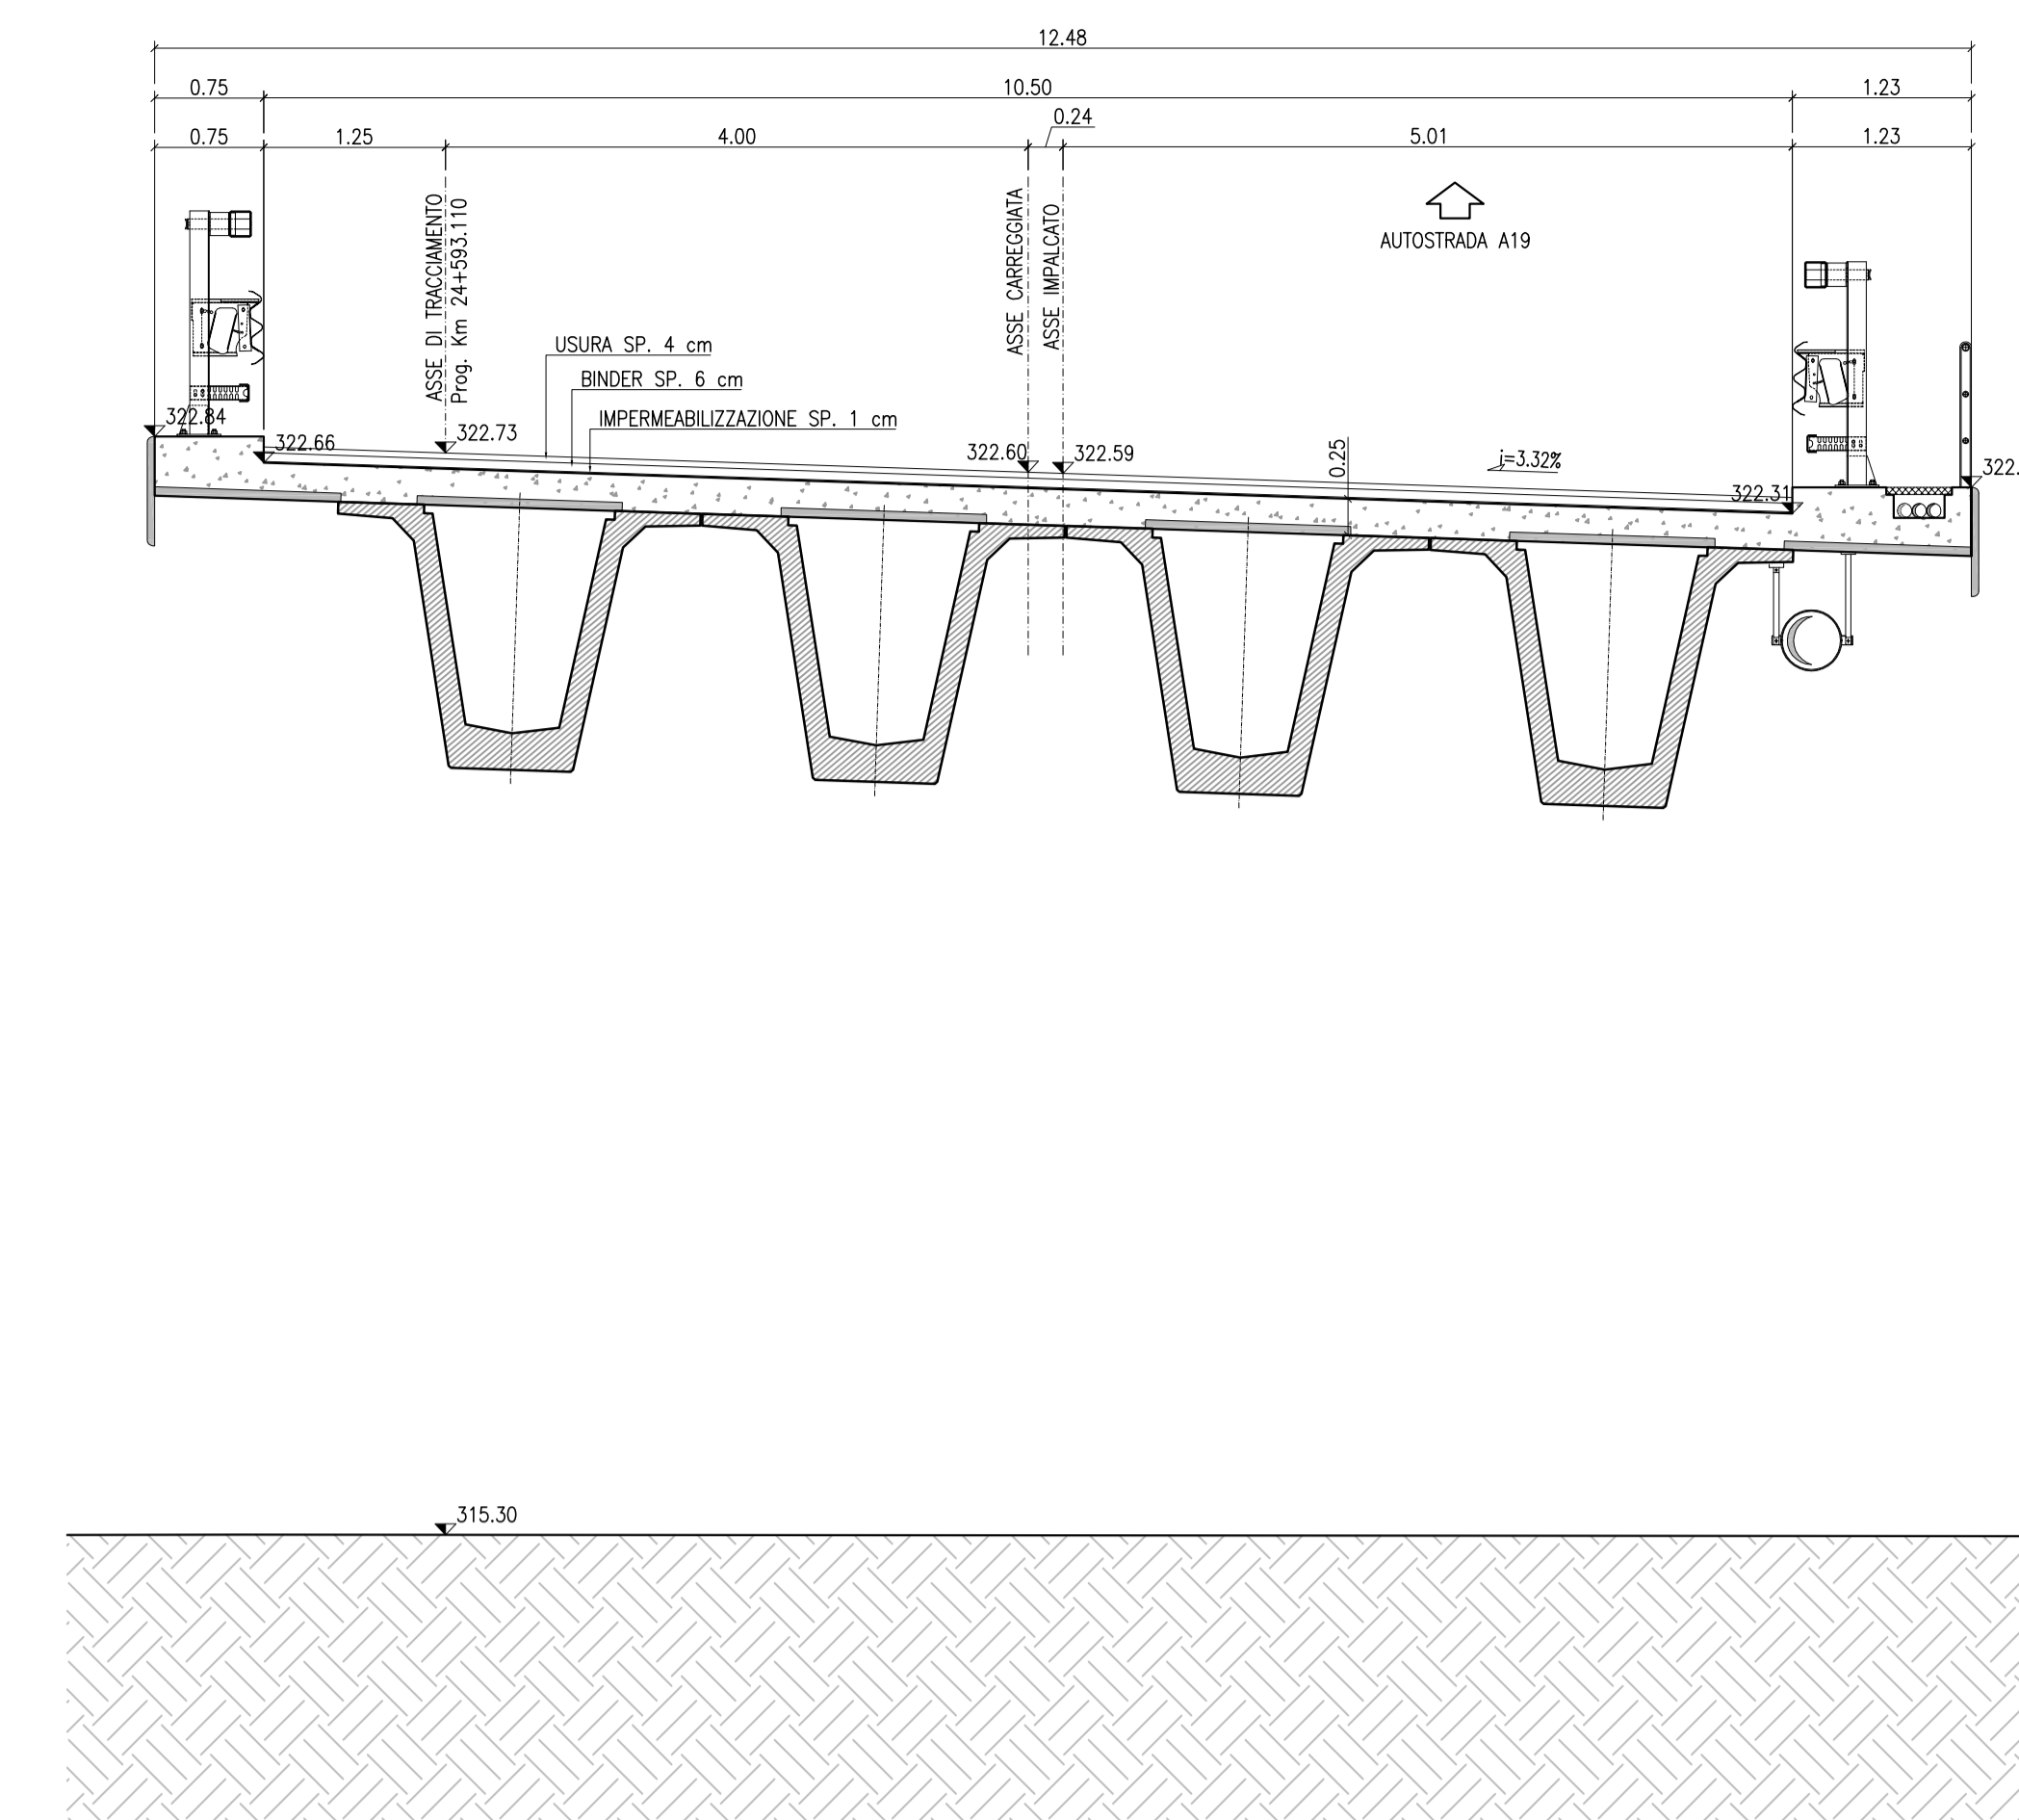 12.48
0.75
10.50
1.23
0.75
1.25
4.00
0.24
5.01
1.23
ASSE DI TRACCIAMENTO
Prog. Km 24+593.110
ASSE CARREGGIATA
ASSE IMPALCATO
AUTOSTRADA A19
USURA SP. 4 cm
BINDER SP. 6 cm
IMPERMEABILIZZAZIONE SP. 1 cm
322.84
322.66
322.73
322.60
322.59
0.25
i=3.32%
322.31
322.
315.30